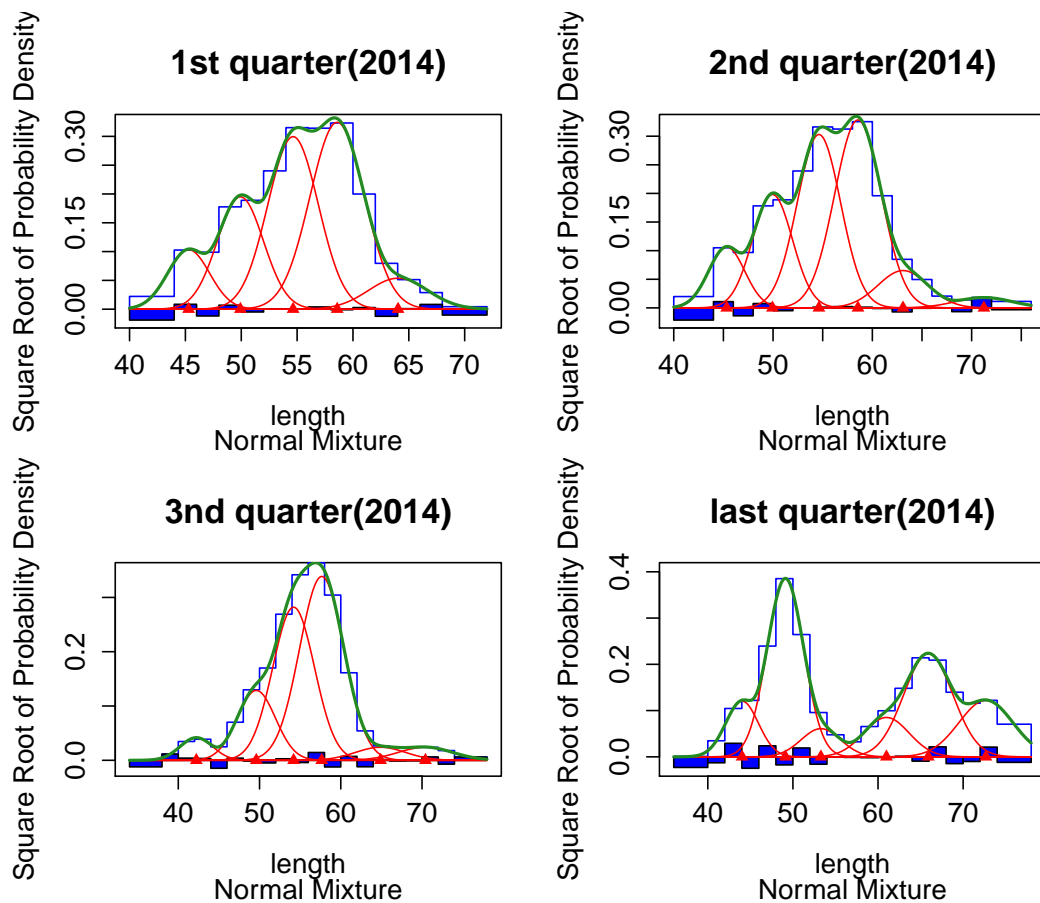 1st quarter(2014)
Square Root of Probability Density
0.00 0.15 0.30
40 45 50 55 60 65 70
length
Normal Mixture
2nd quarter(2014)
Square Root of Probability Density
0.00 0.15 0.30
40 50 60 70
length
Normal Mixture
3nd quarter(2014)
Square Root of Probability Density
0.0 0.2
40 50 60 70
length
Normal Mixture
last quarter(2014)
Square Root of Probability Density
0.0 0.2 0.4
40 50 60 70
length
Normal Mixture